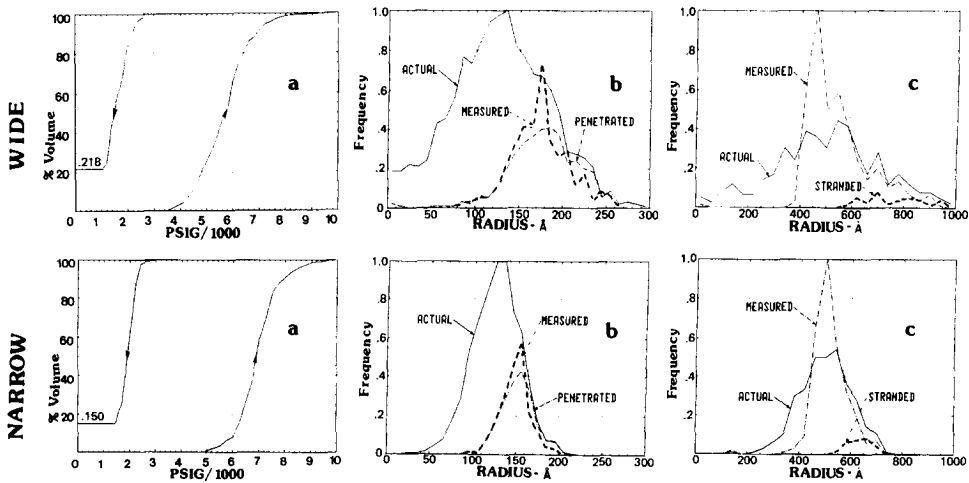 WIDE
% Volume
100
80
60
40
20
.218
a
0 1 2 3 4 5 6 7 8 9 10
PSIG/1000
Frequency
1.0
.8
.6
.4
.2
0
ACTUAL
MEASURED
PENETRATED
b
0 50 100 150 200 250 300
RADIUS-Å
Frequency
1.0
.8
.6
.4
.2
0
MEASURED
ACTUAL
STRANDED
c
0 200 400 600 800 1000
RADIUS-Å
NARROW
% Volume
100
80
60
40
20
.150
a
0 1 2 3 4 5 6 7 8 9 10
PSIG/1000
Frequency
1.0
.8
.6
.4
.2
0
ACTUAL
MEASURED
PENETRATED
b
0 50 100 150 200 250 300
RADIUS-Å
Frequency
1.0
.8
.6
.4
.2
0
MEASURED
ACTUAL
STRANDED
c
0 200 400 600 800 1000
RADIUS-Å